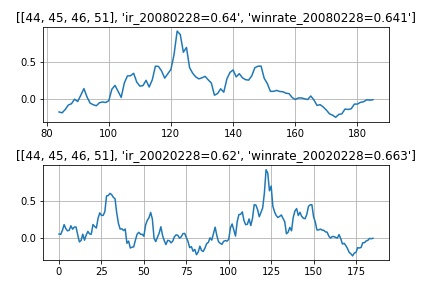 [[44, 45, 46, 51], 'ir_20080228=0.64', 'winrate_20080228=0.641']
0.5
0.0
80 100 120 140 160 180
[[44, 45, 46, 51], 'ir_20020228=0.62', 'winrate_20020228=0.663']
0.5
0.0
0 25 50 75 100 125 150 175